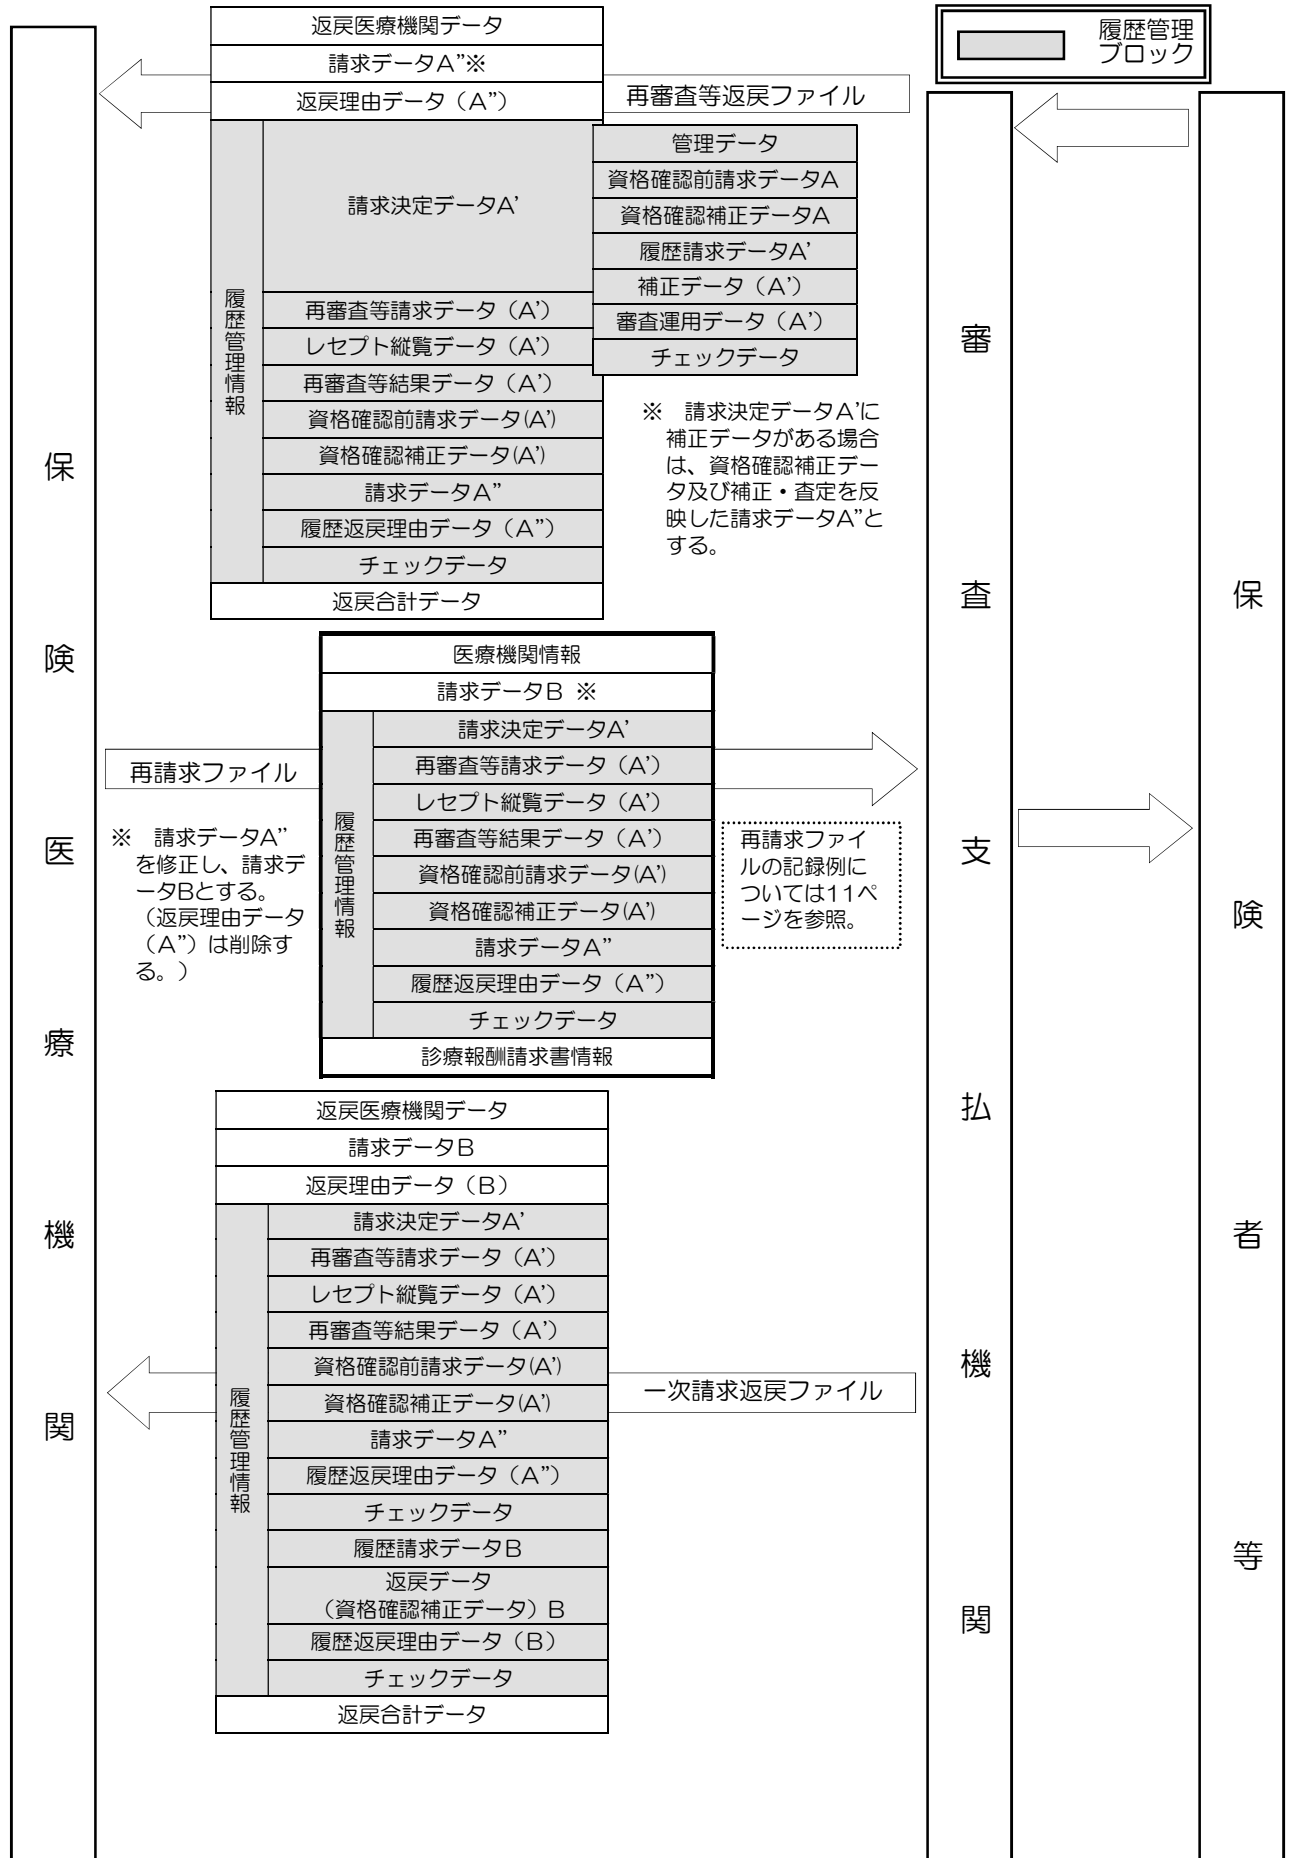 返戻医療機関データ
請求データA”※
返戻理由データ（A”）
再審査等返戻ファイル
履歴管理
ブロック
履歴管理情報
請求決定データA’
管理データ
資格確認前請求データA
資格確認補正データA
履歴請求データA’
補正データ（A’）
審査運用データ（A’）
チェックデータ
再審査等請求データ（A’）
レセプト縦覧データ（A’）
再審査等結果データ（A’）
資格確認前請求データ(A’)
資格確認補正データ(A’)
請求データA”
履歴返戻理由データ（A”）
チェックデータ
返戻合計データ
※　請求決定データA’に
補正データがある場合
は、資格確認補正デー
タ及び補正・査定を反
映した請求データA”と
する。
保険医療機関
審査支払機関
保険者等
医療機関情報
請求データB ※
履歴管理情報
請求決定データA’
再審査等請求データ（A’）
レセプト縦覧データ（A’）
再審査等結果データ（A’）
資格確認前請求データ(A’)
資格確認補正データ(A’)
請求データA”
履歴返戻理由データ（A”）
チェックデータ
診療報酬請求書情報
再請求ファイル
※　請求データA”
を修正し、請求デ
ータBとする。
（返戻理由データ
（A”）は削除す
る。）
再請求ファイ
ルの記録例に
ついては11ペ
ージを参照。
返戻医療機関データ
請求データB
返戻理由データ（B）
履歴管理情報
請求決定データA’
再審査等請求データ（A’）
レセプト縦覧データ（A’）
再審査等結果データ（A’）
資格確認前請求データ(A’)
資格確認補正データ(A’)
請求データA”
履歴返戻理由データ（A”）
チェックデータ
履歴請求データB
返戻データ
（資格確認補正データ）B
履歴返戻理由データ（B）
チェックデータ
返戻合計データ
一次請求返戻ファイル